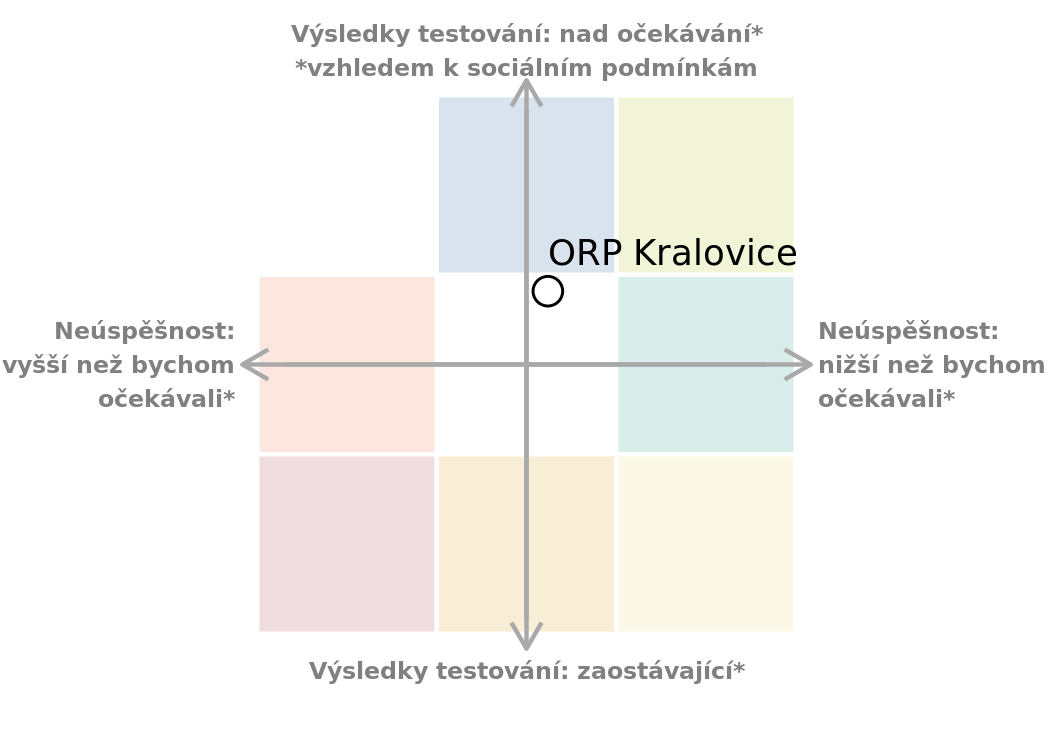 Výsledky testování: nad očekávání*
*vzhledem k sociálním podmínkám
ORP Kralovice
Neúspěšnost:
vyšší než bychom
očekávali*
Neúspěšnost:
nižší než bychom
očekávali*
Výsledky testování: zaostávající*